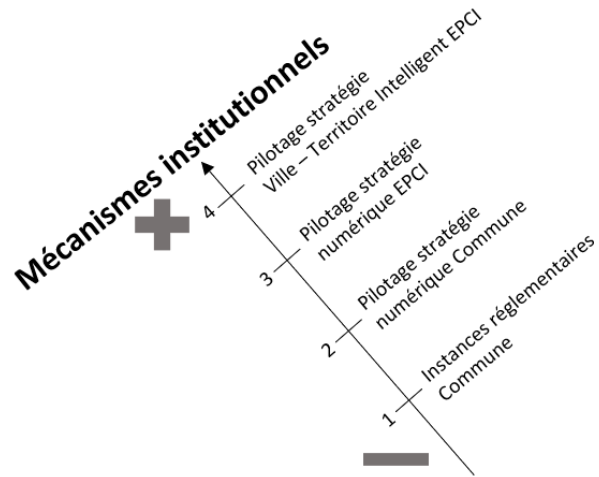 Mécanismes institutionnels
4
Pilotage stratégie
Ville – Territoire Intelligent EPCI
3
Pilotage stratégie
numérique EPCI
2
Pilotage stratégie
numérique Commune
1
Instances réglementaires
Commune